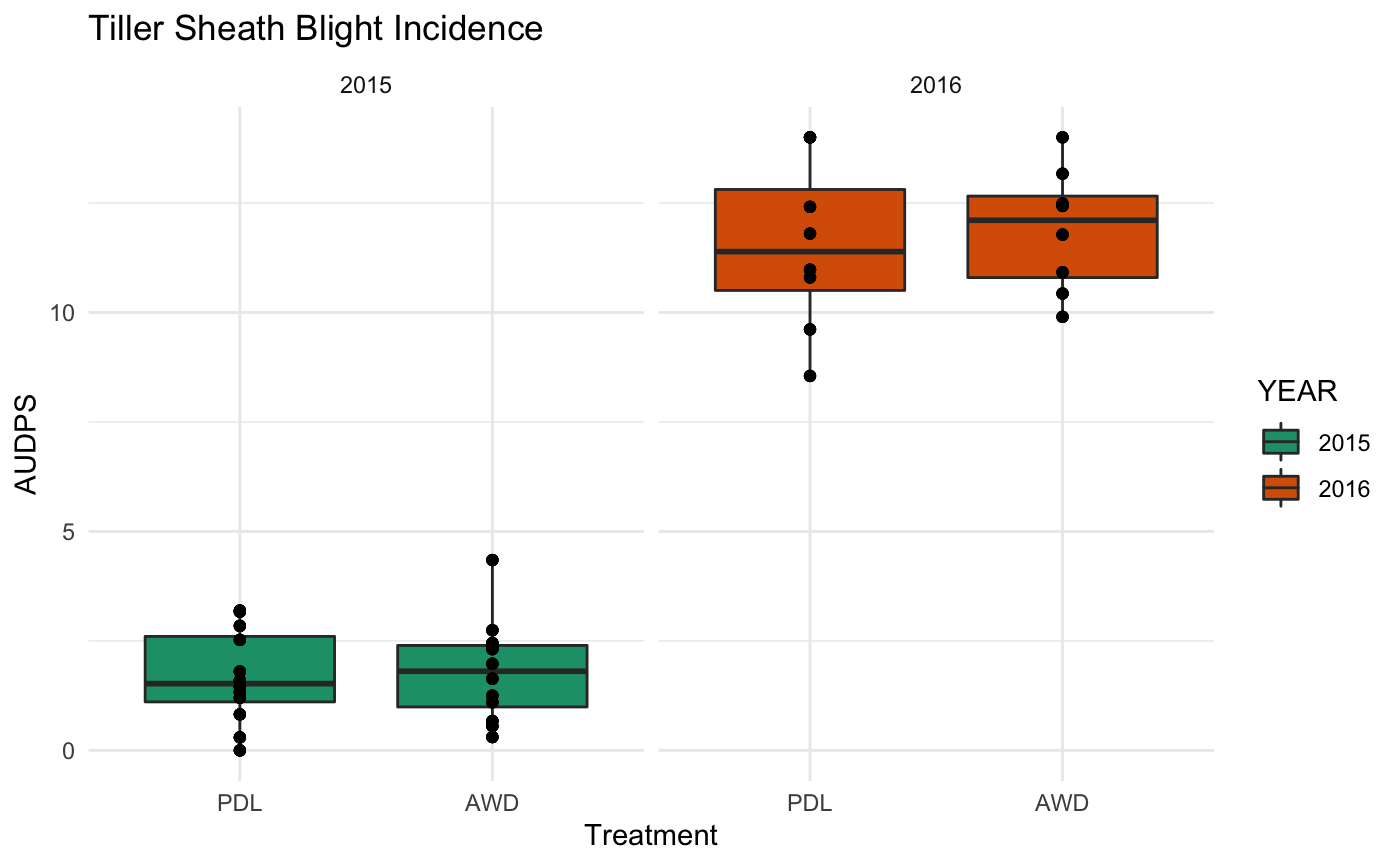 Tiller Sheath Blight Incidence
2015
2016
10
5
0
AUDPS
PDL
AWD
PDL
AWD
Treatment
YEAR
2015
2016